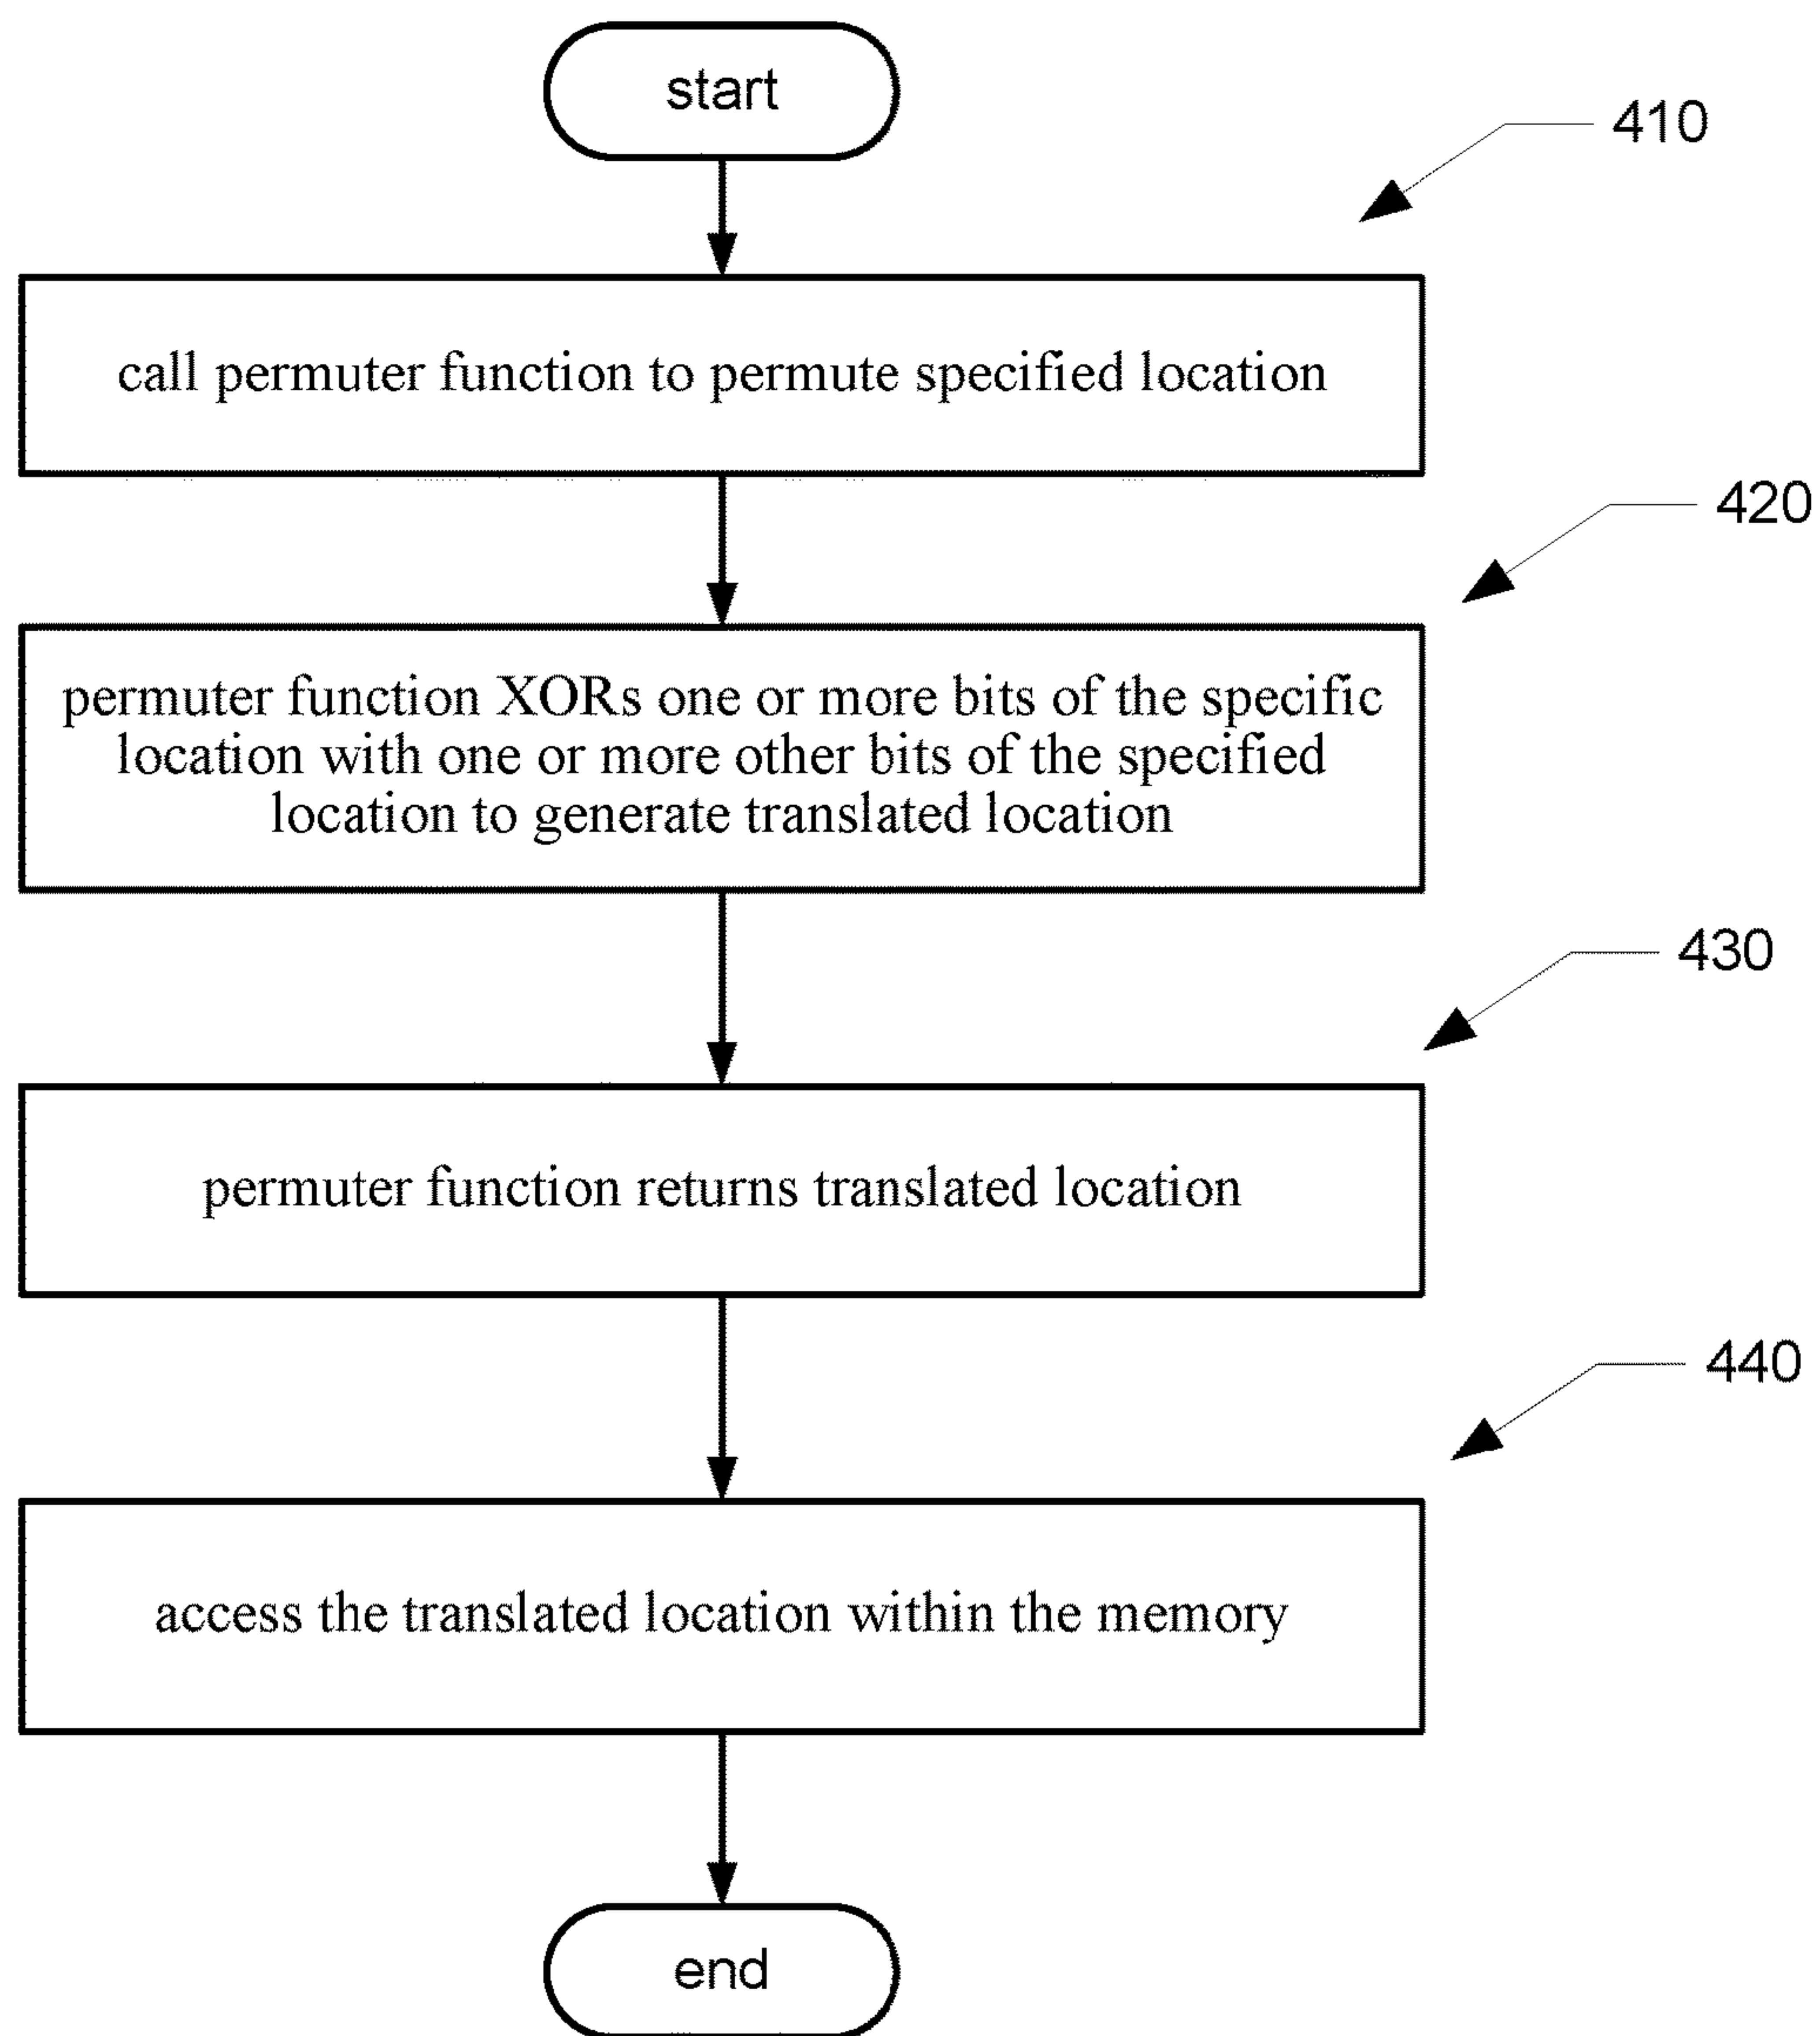 start
410
call permuter function to permute specified location
420
permuter function XORs one or more bits of the specific
location with one or more other bits of the specified
location to generate translated location
430
permuter function returns translated location
440
access the translated location within the memory
end